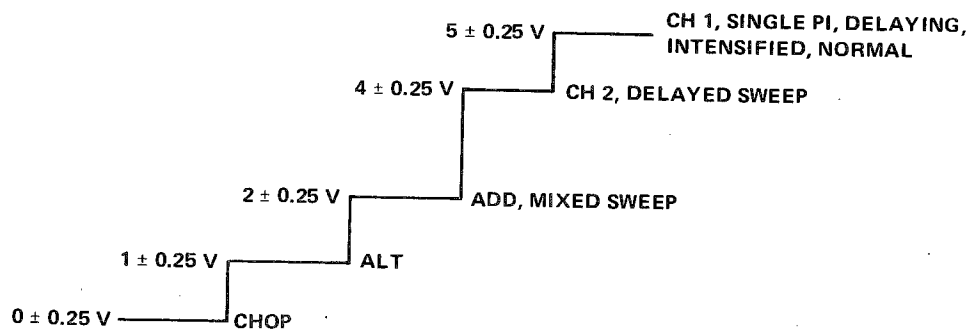 5 ± 0.25 V
CH 1, SINGLE PI, DELAYING,
INTENSIFIED, NORMAL
4 ± 0.25 V
CH 2, DELAYED SWEEP
2 ± 0.25 V
ADD, MIXED SWEEP
1 ± 0.25 V
ALT
0 ± 0.25 V
CHOP